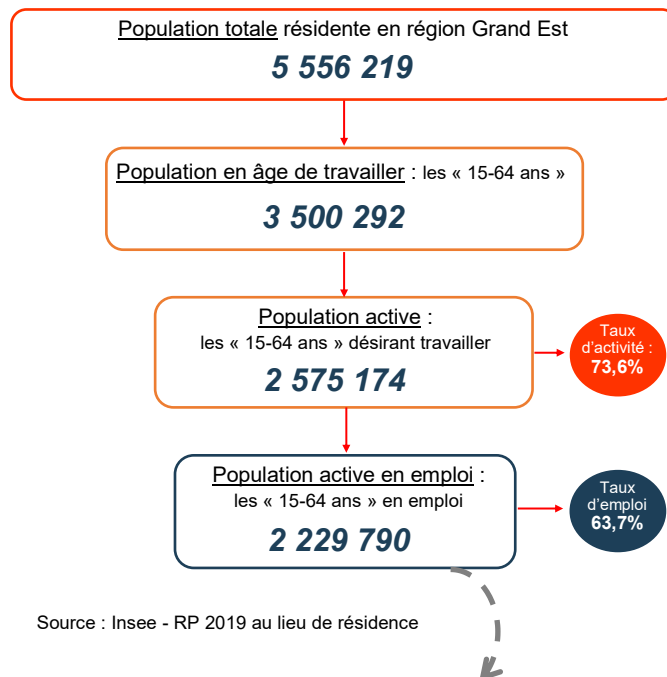 Population totale résidente en région Grand Est
5 556 219
Population en âge de travailler : les « 15-64 ans »
3 500 292
Population active :
les « 15-64 ans » désirant travailler
2 575 174
Taux
d'activité :
73,6%
Population active en emploi :
les « 15-64 ans » en emploi
2 229 790
Taux
d'emploi
63,7%
Source : Insee - RP 2019 au lieu de résidence